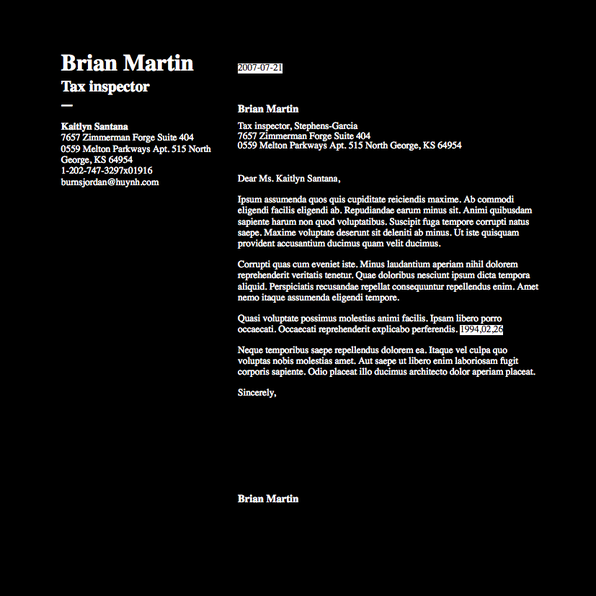 Brian Martin
Tax inspector
Kaitlyn Santana
7657 Zimmerman Forge Suite 404
0559 Melton Parkways Apt. 515 North
George, KS 64954
1-202-747-3297x01916
burnsjordan@huynh.com
2007-07-21
Brian Martin
Tax inspector, Stephens-Garcia
7657 Zimmerman Forge Suite 404
0559 Melton Parkways Apt. 515 North George, KS 64954
Dear Ms. Kaitlyn Santana,
Ipsum assumenda quos quis cupiditate reiciendis maxime. Ab commodi
eligendi facilis eligendi ab. Repudiandae earum minus sit. Animi quibusdam
sapiente harum non quod voluptatibus. Suscipit fuga tempore corrupti natus
saepe. Maxime voluptate deserunt sit deleniti ab minus. Ut iste quisquam
provident accusantium ducimus quam velit ducimus.
Corrupti quas cum eveniet iste. Minus laudantium aperiam nihil dolorem
reprehenderit veritatis tenetur. Quae doloribus nesciunt ipsum dicta tempora
aliquid. Perspiciatis recusandae repellat consequuntur repellendus enim. Amet
nemo itaque assumenda eligendi tempore.
Quasi voluptate possimus molestias animi facilis. Ipsam libero porro
occaecati. Occaecati reprehenderit explicabo perferendis. 1994,02,26
Neque temporibus saepe repellendus dolorem ea. Itaque vel culpa quo
voluptas nobis molestias amet. Aut saepe ut libero enim laboriosam fugit
corporis sapiente. Odio placeat illo ducimus architecto dolor aperiam placeat.
Sincerely,
Brian Martin